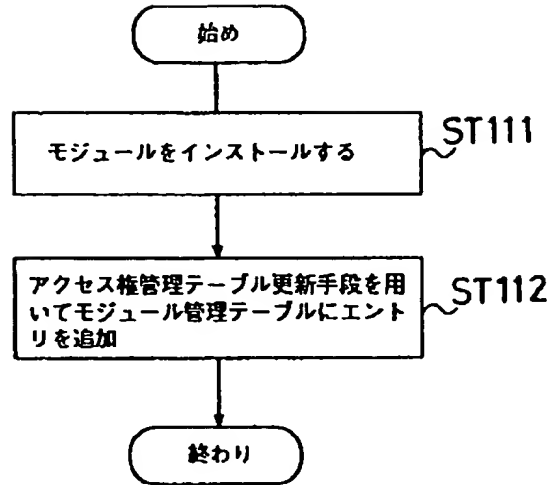 始め
モジュールをインストールする
ST111
アクセス権管理テーブル更新手段を用
いてモジュール管理テーブルにエント
リを追加
ST112
終わり